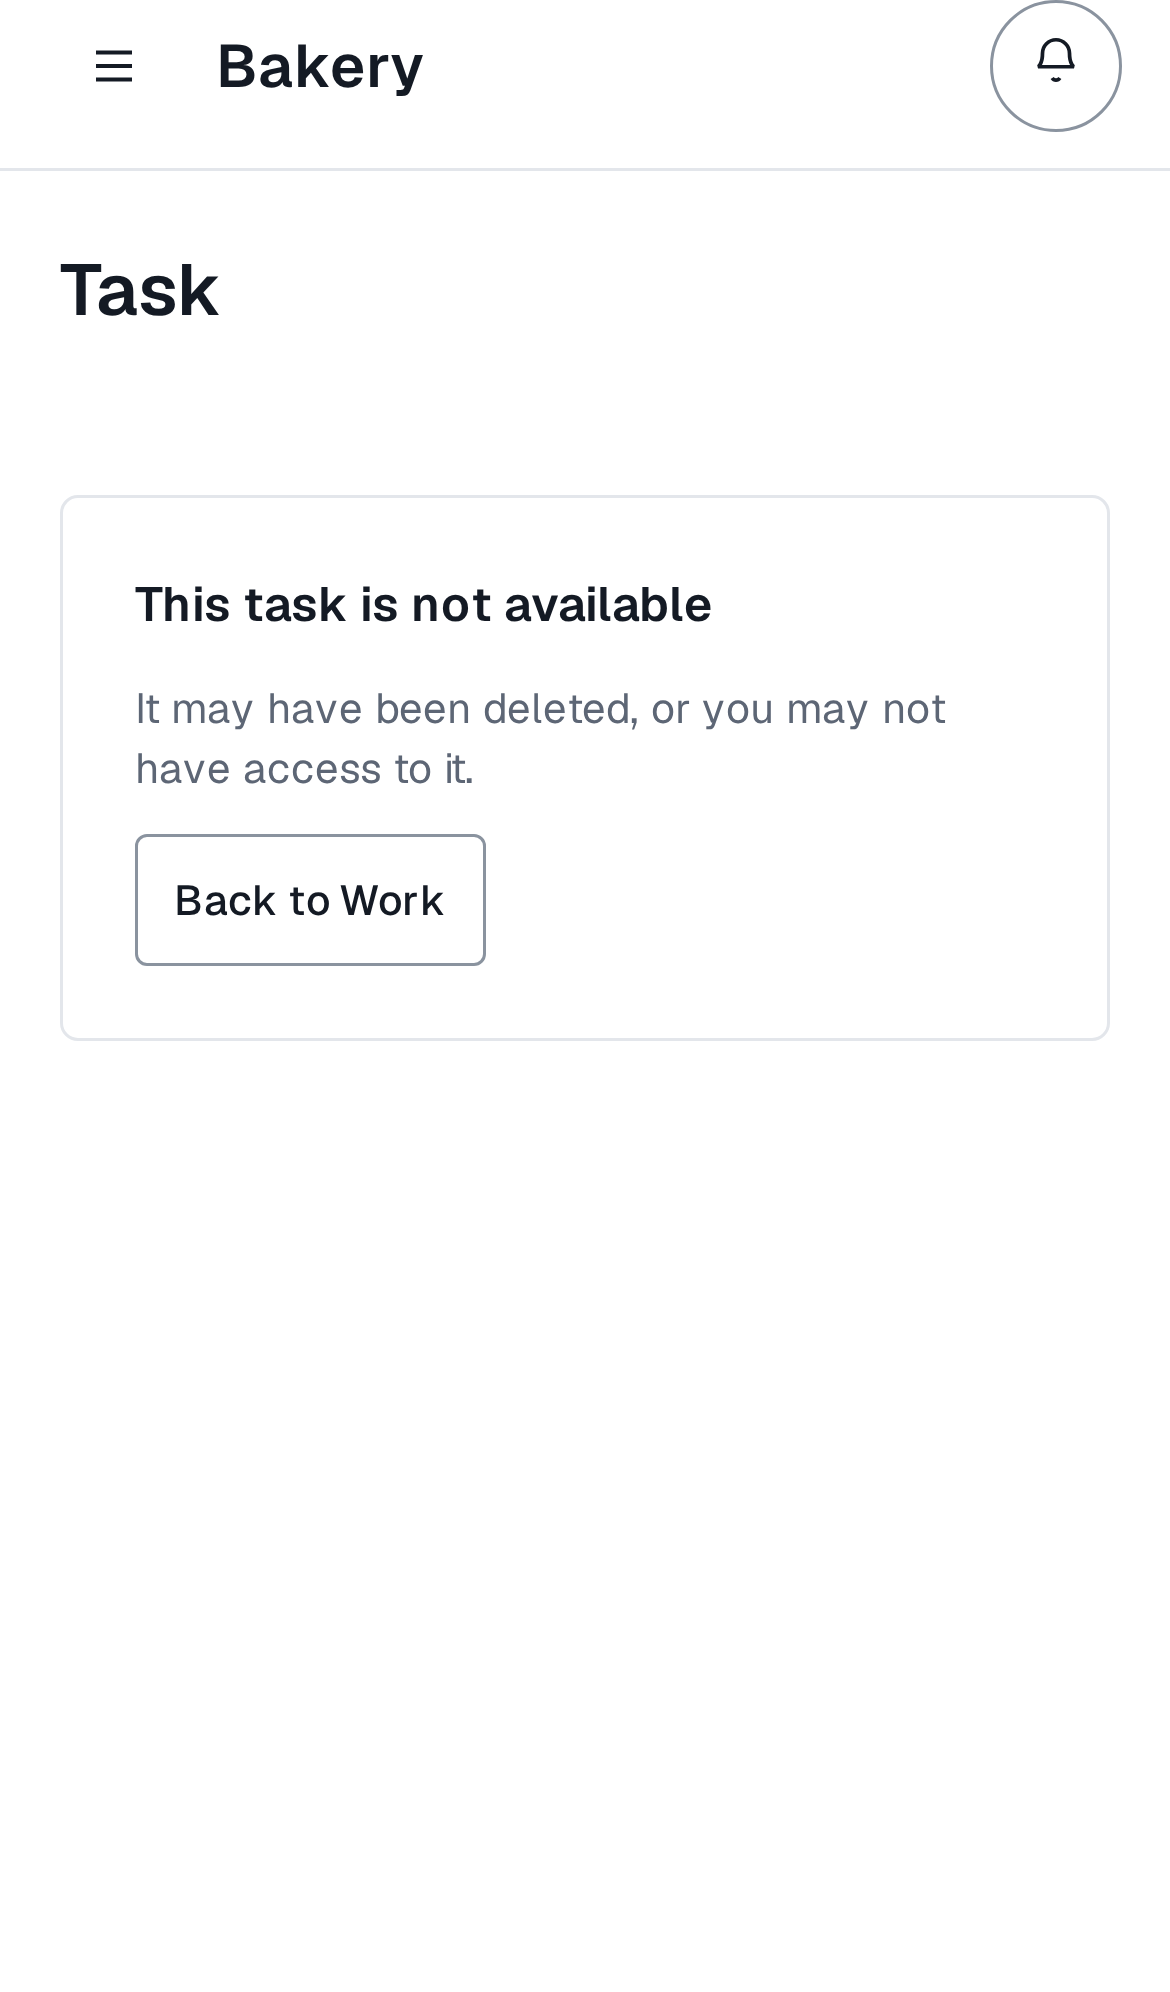 Bakery
Task
This task is not available
It may have been deleted, or you may not
have access to it.
Back to Work